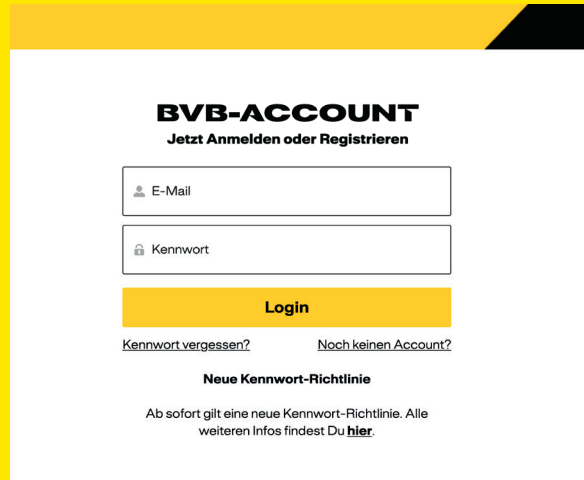 BVB-ACCOUNT
Jetzt Anmelden oder Registrieren
E-Mail
Kennwort
Login
Kennwort vergessen? Noch keinen Account?
Neue Kennwort-Richtlinie
Ab sofort gilt eine neue Kennwort-Richtlinie. Alle
weiteren Infos findest Du hier.